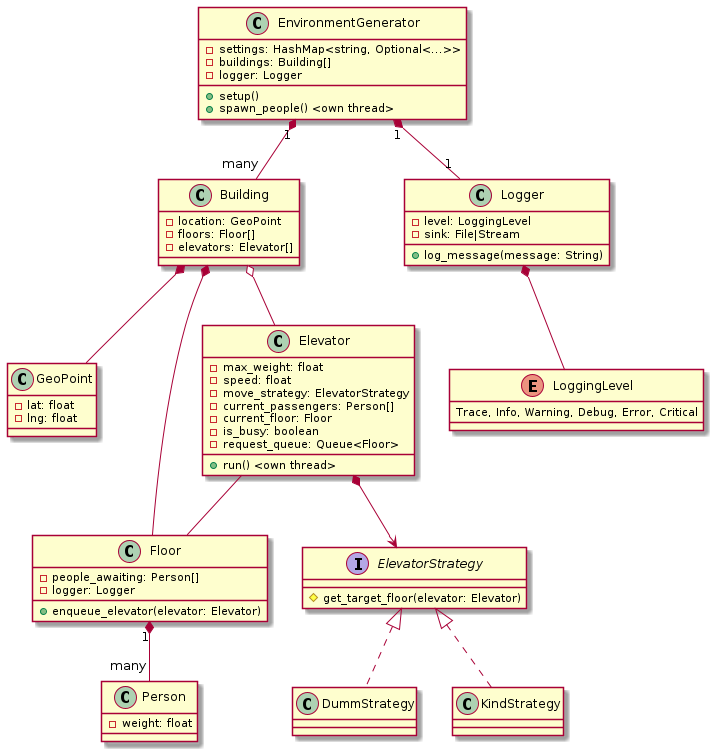 C EnvironmentGenerator
settings: HashMap<string, Optional<...>>
buildings: Building[]
logger: Logger
setup()
spawn_people() <own thread>
1
1
many
1
C Building
location: GeoPoint
floors: Floor[]
elevators: Elevator[]
C Logger
level: LoggingLevel
sink: File|Stream
log_message(message: String)
C GeoPoint
lat: float
lng: float
C Elevator
max_weight: float
speed: float
move_strategy: ElevatorStrategy
current_passengers: Person[]
current_floor: Floor
is_busy: boolean
request_queue: Queue<Floor>
run() <own thread>
E LoggingLevel
Trace, Info, Warning, Debug, Error, Critical
C Floor
people_awaiting: Person[]
logger: Logger
enqueue_elevator(elevator: Elevator)
I ElevatorStrategy
get_target_floor(elevator: Elevator)
1
many
C Person
weight: float
C DummStrategy
C KindStrategy